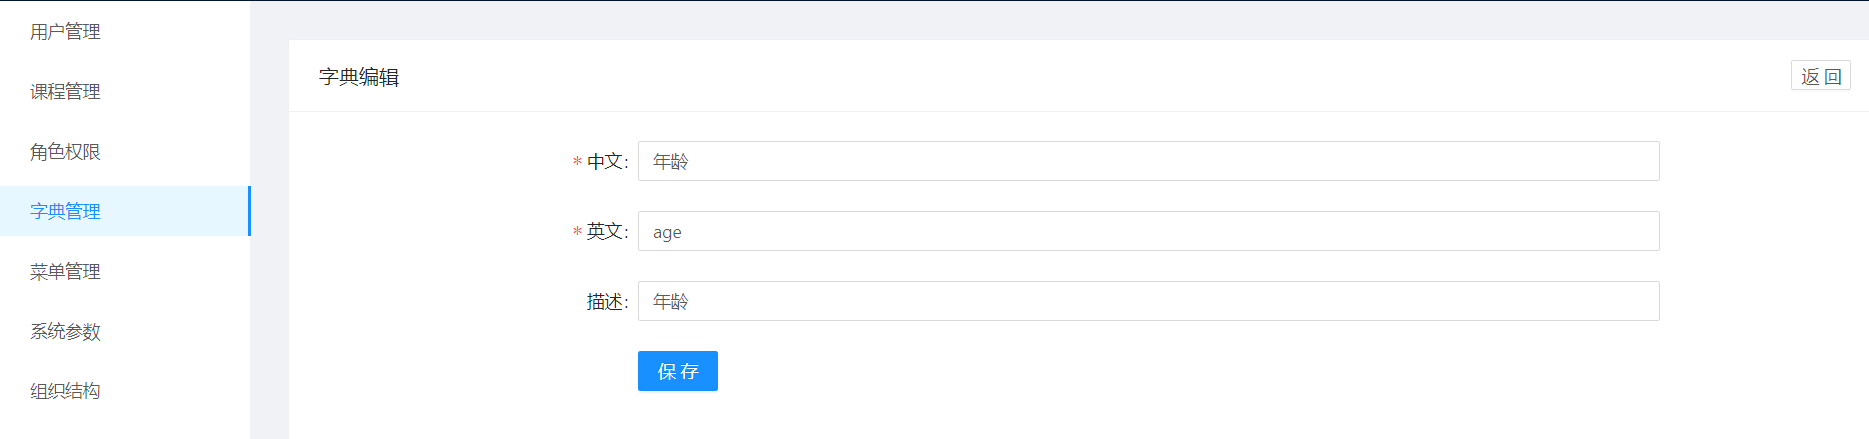 用户管理
课程管理
角色权限
字典管理
菜单管理
系统参数
组织结构
字典编辑
返 回
* 中文: 年龄
* 英文: age
描述: 年龄
保 存